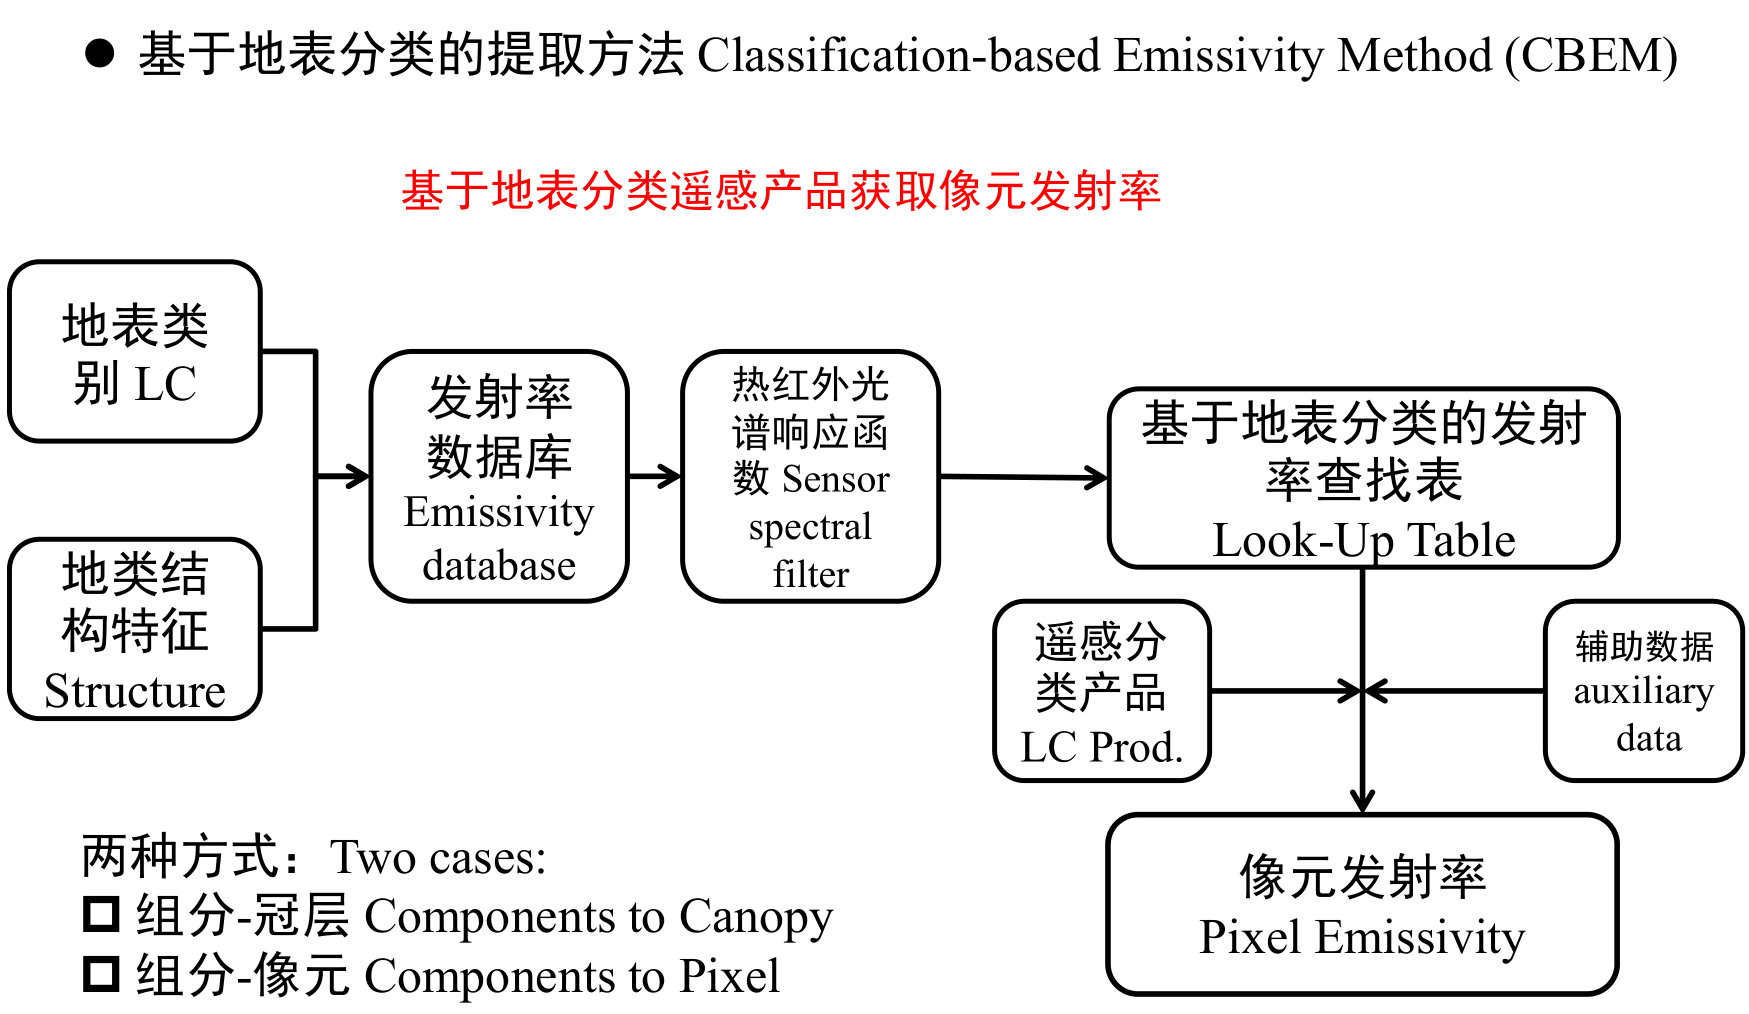 ● 基于地表分类的提取方法 Classification-based Emissivity Method (CBEM)
基于地表分类遥感产品获取像元发射率
地表类
别 LC
地类结
构特征
Structure
发射率
数据库
Emissivity
database
热红外光
谱响应函
数 Sensor
spectral
filter
基于地表分类的发射
率查找表
Look-Up Table
遥感分
类产品
LC Prod.
辅助数据
auxiliary
data
像元发射率
Pixel Emissivity
两种方式：Two cases:
组分-冠层 Components to Canopy
组分-像元 Components to Pixel